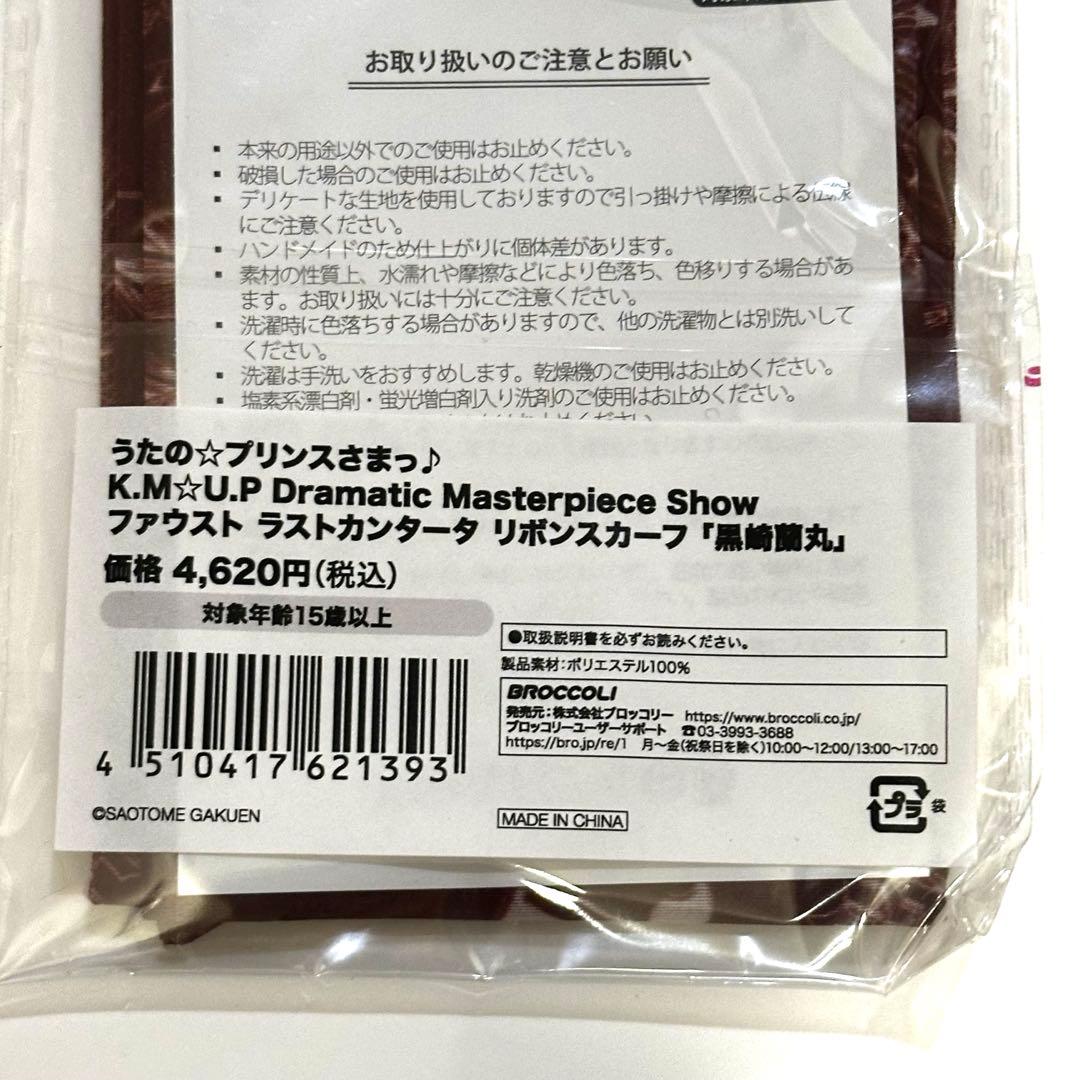 お取り扱いのご注意とお願い
▪ 本来の用途以外でのご使用はお止めください。
▪ 破損した場合のご使用はお止めください。
▪ デリケートな生地を使用しておりますので引っ掛けや摩擦による伝線
にご注意ください。
▪ ハンドメイドのため仕上がりに個体差があります。
▪ 素材の性質上、水濡れや摩擦などにより色落ち、色移りする場合があ
ます。お取り扱いには十分にご注意ください。
▪ 洗濯時に色落ちする場合がありますので、他の洗濯物とは別洗いして
ください。
▪ 洗濯は手洗いをおすすめします。乾燥機のご使用はお止めください。
▪ 塩素系漂白剤・蛍光増白剤入り洗剤のご使用はお止めください。
うたの☆プリンスさまっ♪
K.M☆U.P Dramatic Masterpiece Show
ファウスト ラストカンタータ リボンスカーフ「黒崎蘭丸」
価格 4,620円(税込)
対象年齢15歳以上
●取扱説明書を必ずお読みください。
製品素材:ポリエステル100%
BROCCOLI
発売元:株式会社ブロッコリー https://www.broccoli.co.jp/
ブロッコリーユーザーサポート ☎03-3993-3688
https://bro.jp/re/1 月〜金(祝祭日を除く)10:00〜12:00/13:00〜17:00
4 510417 621393
©SAOTOME GAKUEN
MADE IN CHINA
プラ 袋